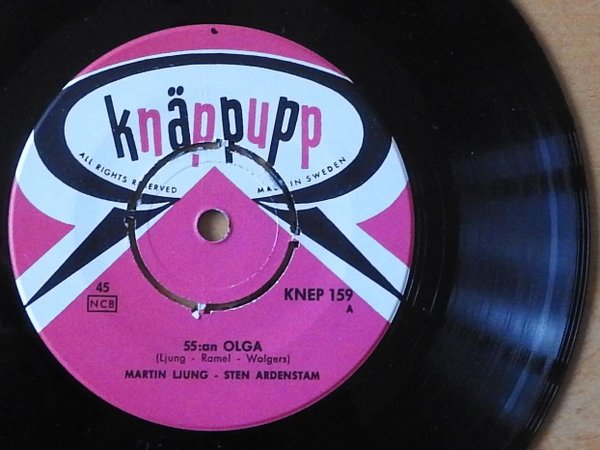 knäppupp
ALL RIGHTS RESERVED
MADE IN SWEDEN
45
NCB
KNEP 159
A
55:an OLGA
(Ljung - Ramel - Wolgers)
MARTIN LJUNG - STEN ARDENSTAM